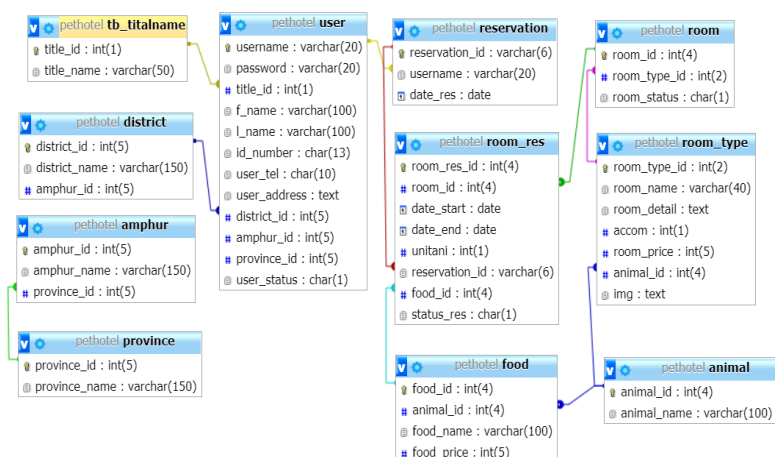 pethotel tb_titalname
title_id : int(1)
title_name : varchar(50)
pethotel district
district_id : int(5)
district_name : varchar(150)
amphur_id : int(5)
pethotel amphur
amphur_id : int(5)
amphur_name : varchar(150)
province_id : int(5)
pethotel province
province_id : int(5)
province_name : varchar(150)
pethotel user
username : varchar(20)
password : varchar(20)
title_id : int(1)
f_name : varchar(100)
l_name : varchar(100)
id_number : char(13)
user_tel : char(10)
user_address : text
district_id : int(5)
amphur_id : int(5)
province_id : int(5)
user_status : char(1)
pethotel reservation
reservation_id : varchar(6)
username : varchar(20)
date_res : date
pethotel room_res
room_res_id : int(4)
room_id : int(4)
date_start : date
date_end : date
unitani : int(1)
reservation_id : varchar(6)
food_id : int(4)
status_res : char(1)
pethotel food
food_id : int(4)
animal_id : int(4)
food_name : varchar(100)
food_price : int(5)
pethotel room
room_id : int(4)
room_type_id : int(2)
room_status : char(1)
pethotel room_type
room_type_id : int(2)
room_name : varchar(40)
room_detail : text
accom : int(1)
room_price : int(5)
animal_id : int(4)
img : text
pethotel animal
animal_id : int(4)
animal_name : varchar(100)